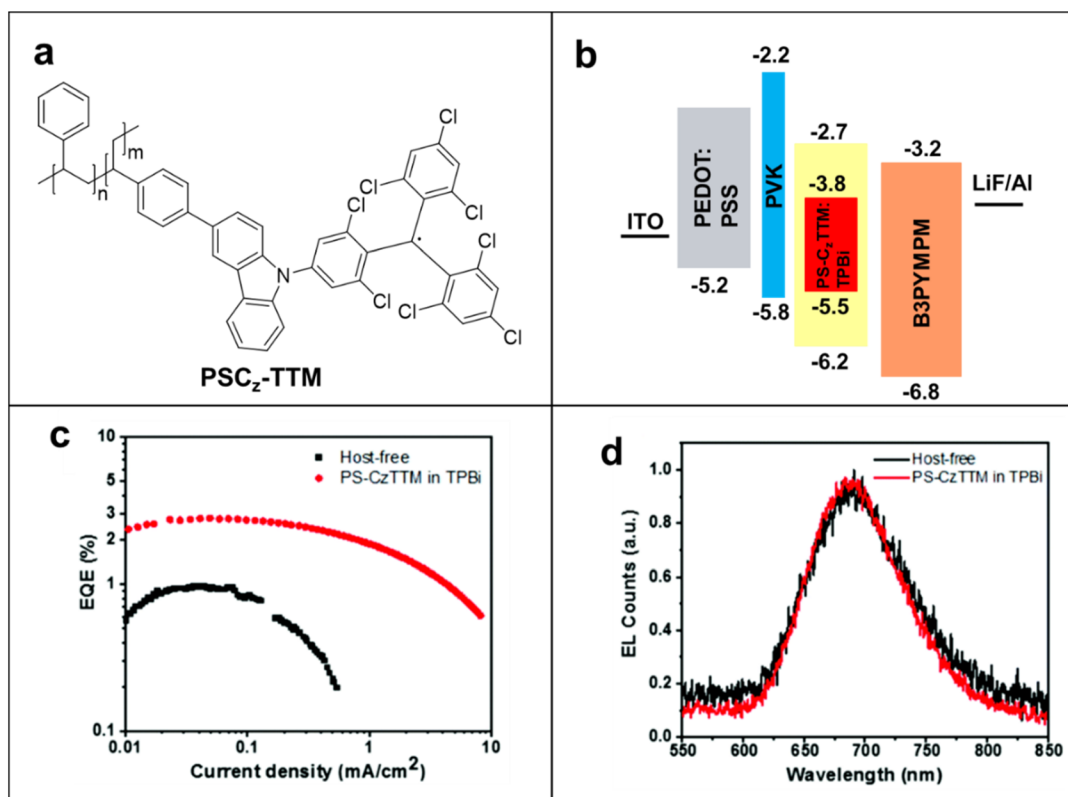 a
n
m
N
Cl
Cl
Cl
Cl
Cl
Cl
Cl
Cl
·
PSCz-TTM
b
-2.2
-2.7
-3.2
-3.8
ITO
PEDOT:
PSS
PVK
PS-CzTTM:
TPBi
B3PYMPM
LiF/Al
-5.2
-5.8
-5.5
-6.2
-6.8
c
Host-free
PS-CzTTM in TPBi
EQE (%)
10
5
3
2
1
0.1
0.01
0.1
1
10
Current density (mA/cm²)
d
Host-free
PS-CzTTM in TPBi
EL Counts (a.u.)
1.0
0.8
0.6
0.4
0.2
0.0
550
600
650
700
750
800
850
Wavelength (nm)